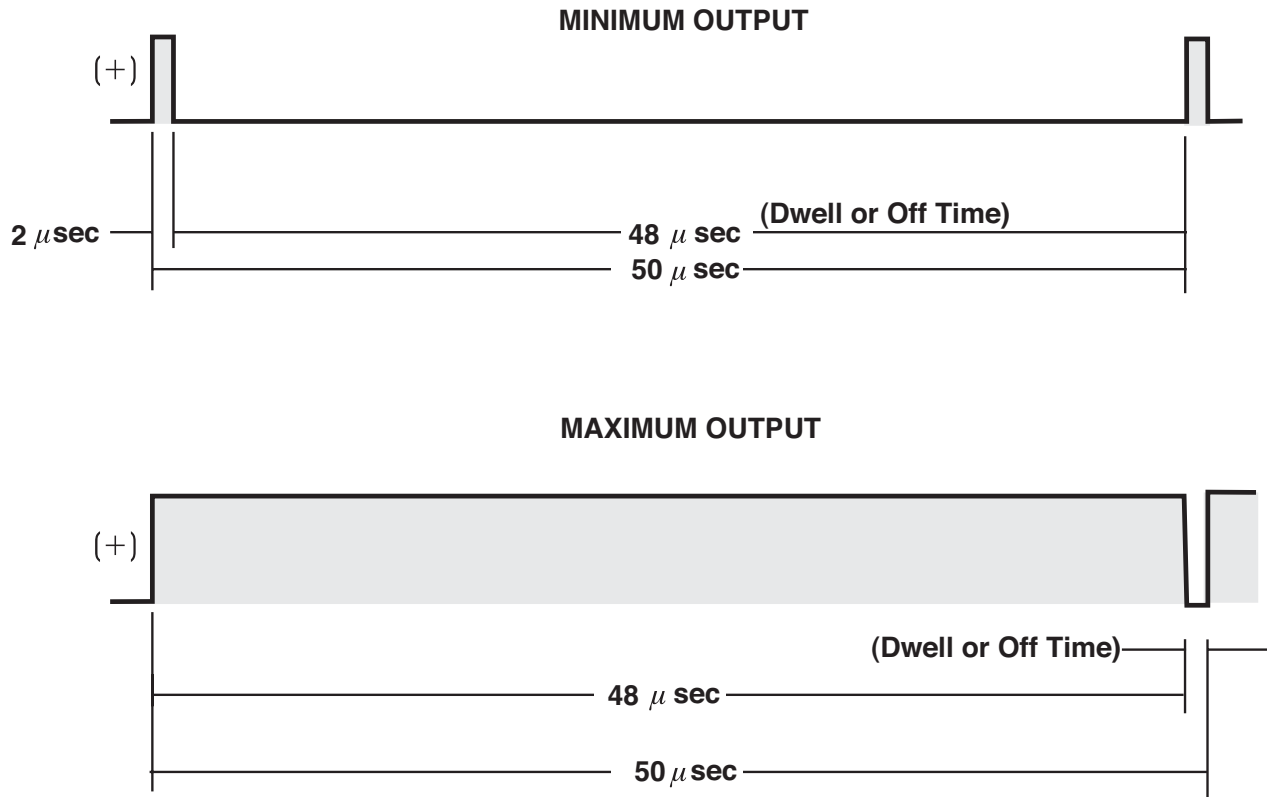 MINIMUM OUTPUT
(+)
(Dwell or Off Time)
2 μsec
48 μ sec
50 μ sec
MAXIMUM OUTPUT
(+)
(Dwell or Off Time)
48 μ sec
50 μ sec